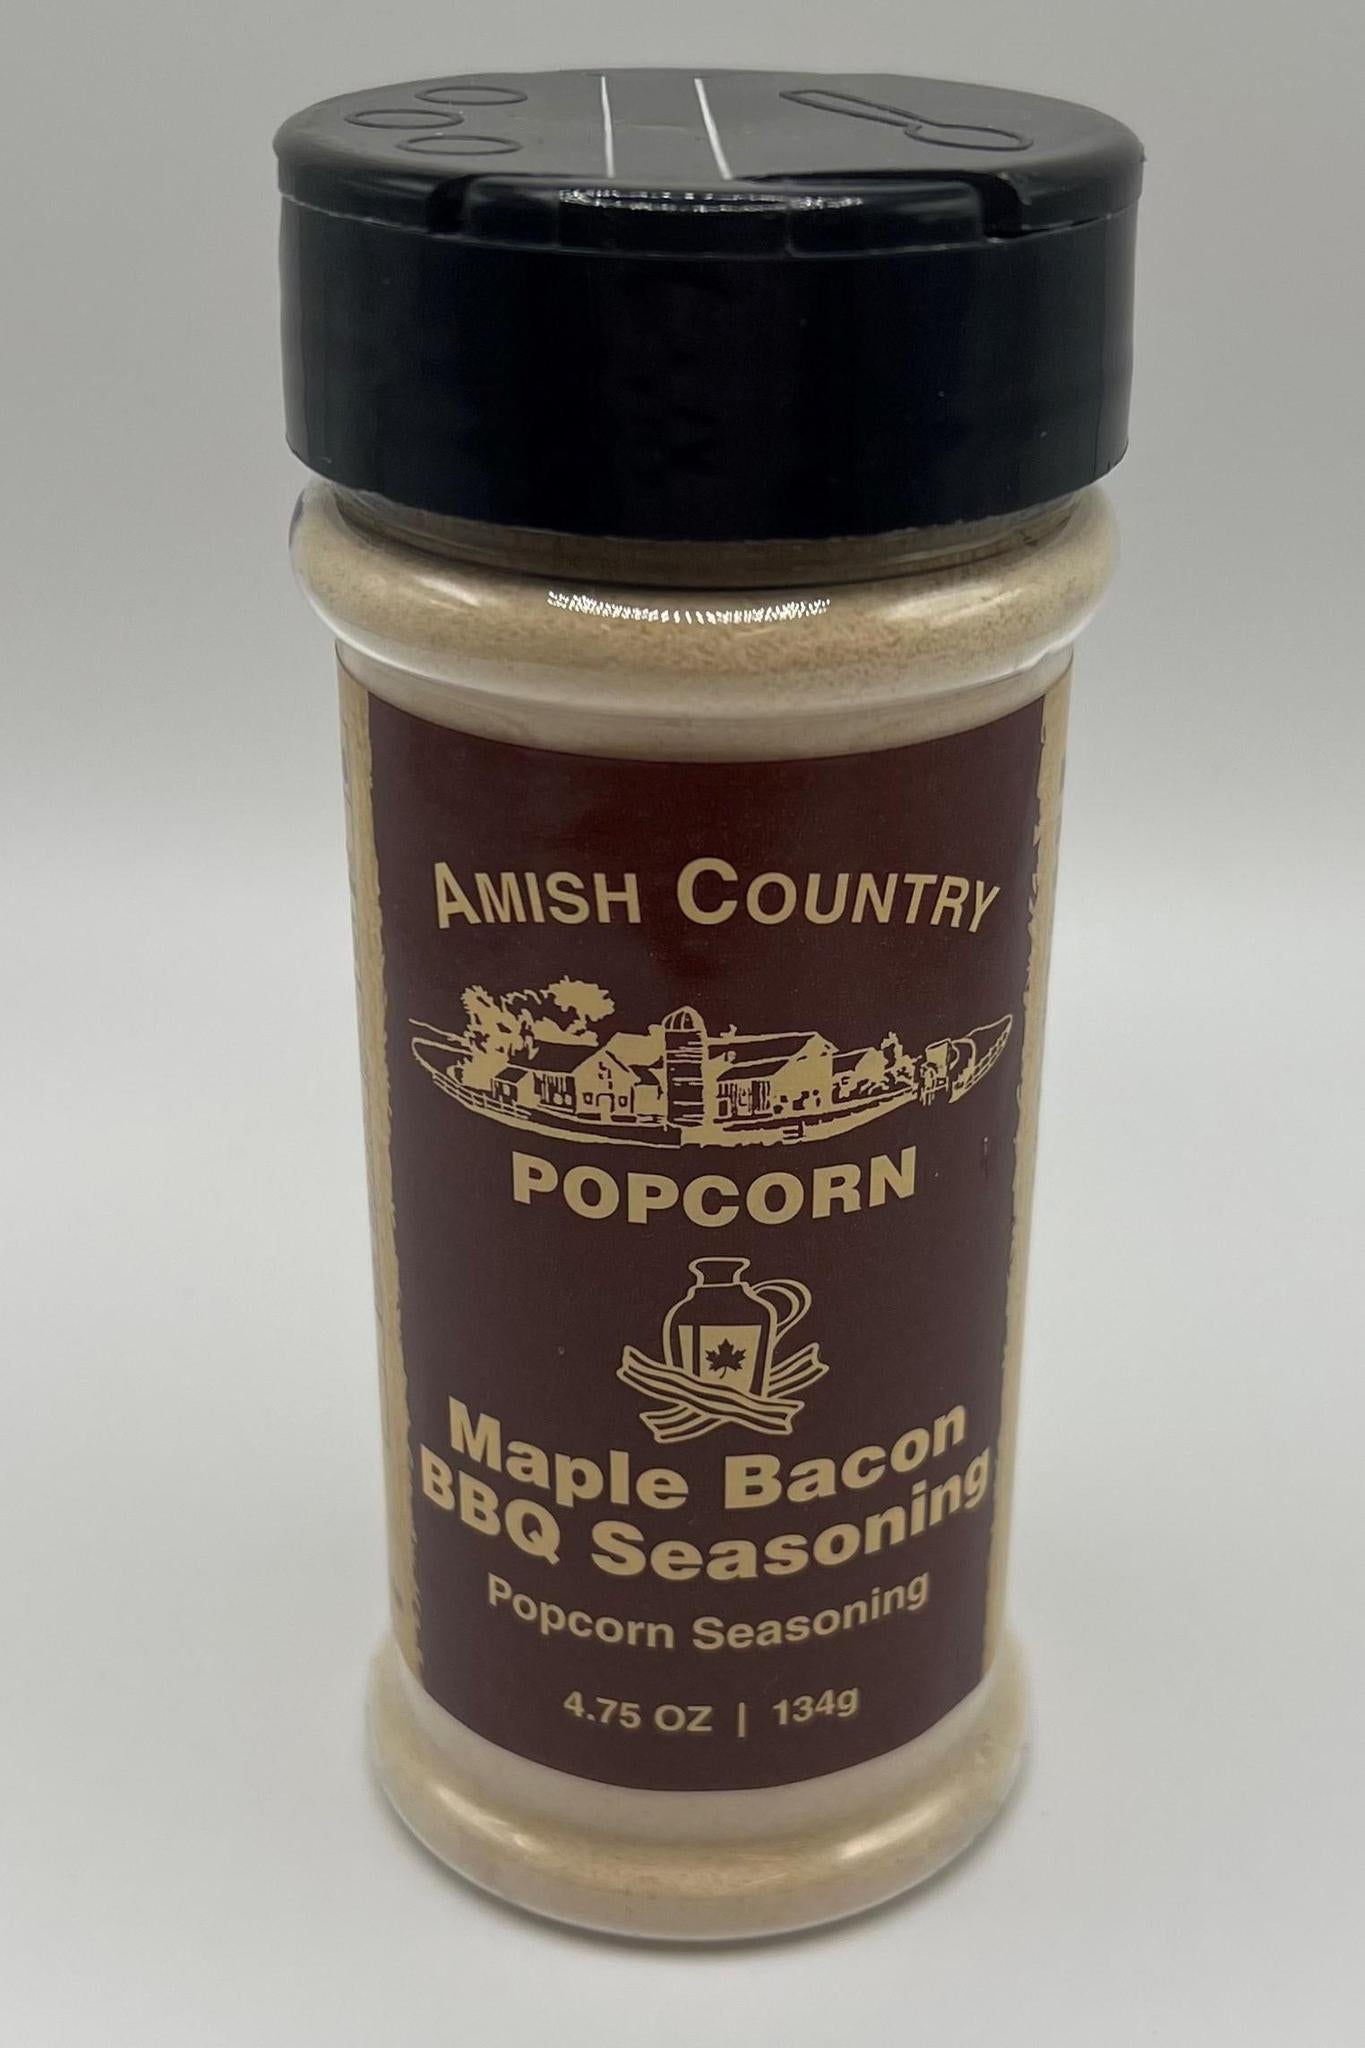 AMISH COUNTRY
POPCORN
Maple Bacon
BBQ Seasoning
Popcorn Seasoning
4.75 OZ | 134g